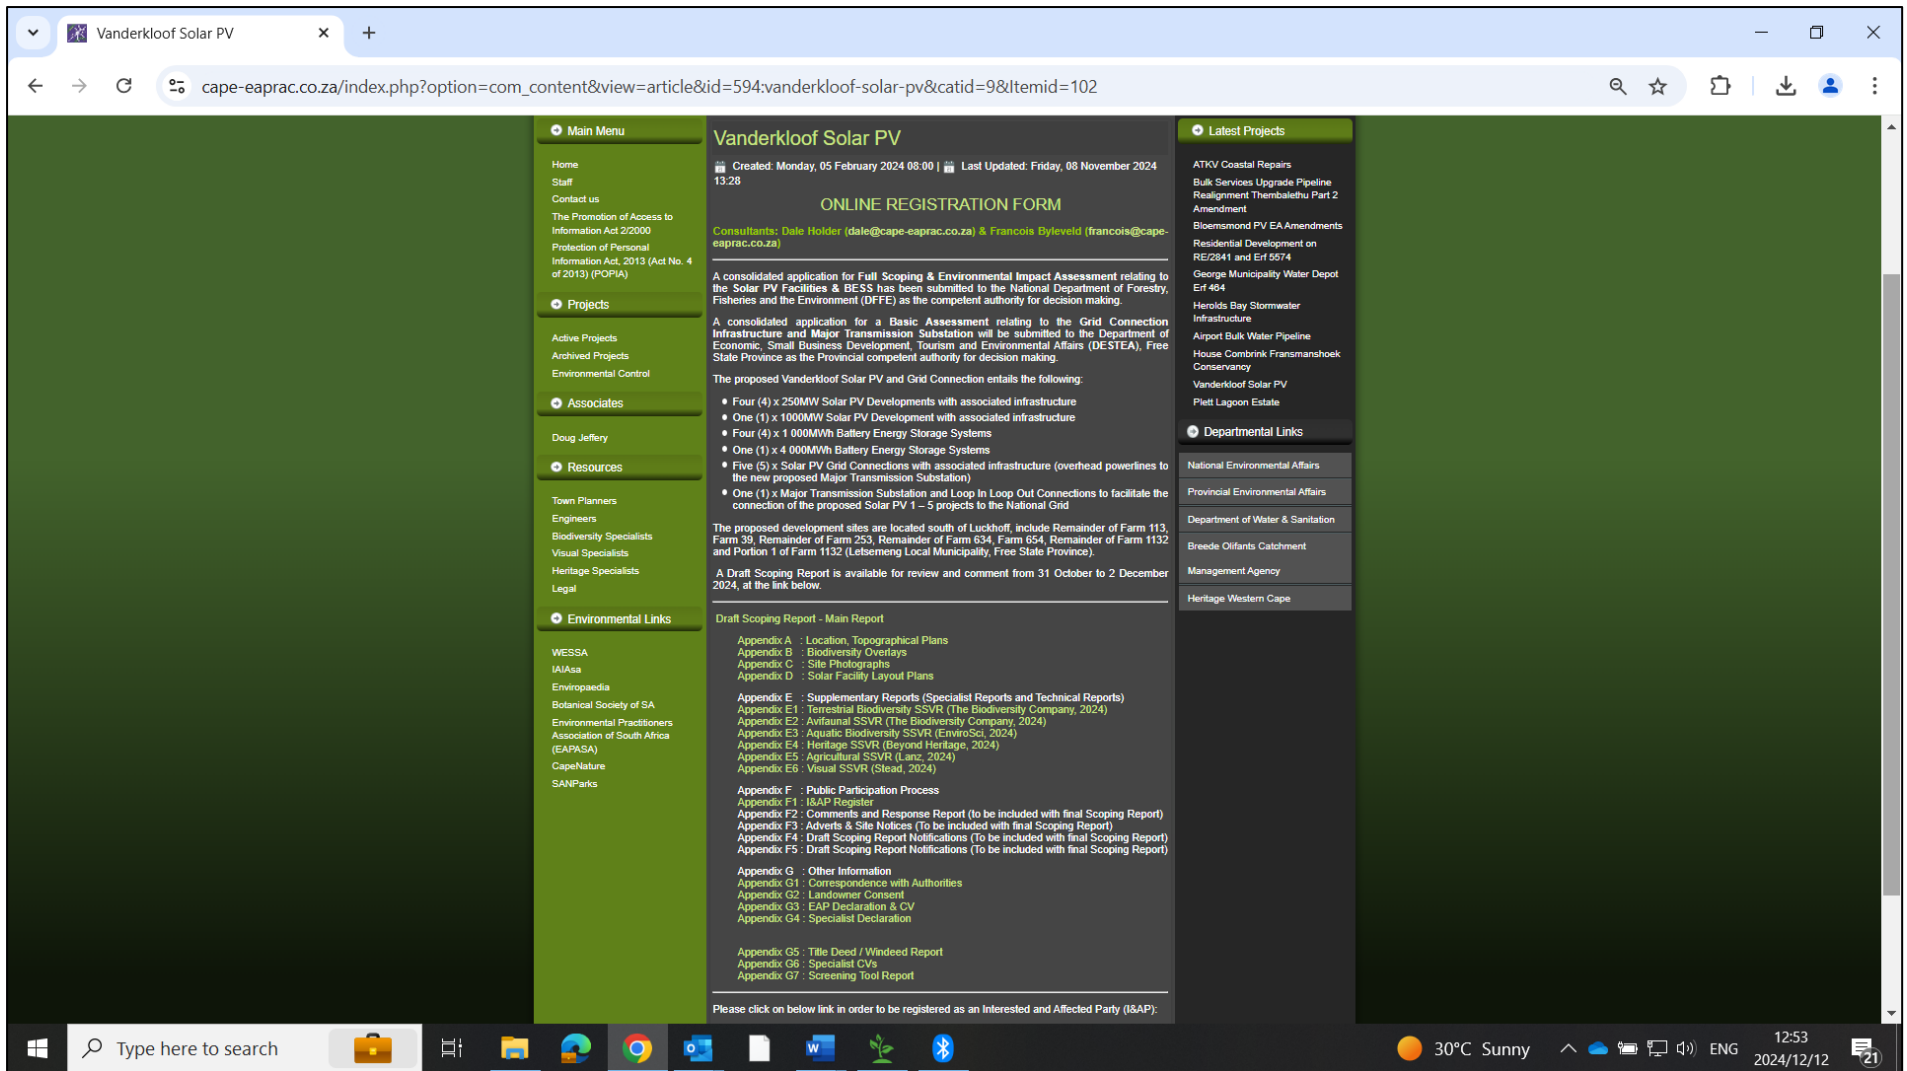 Vanderkloof Solar PV
cape-eaprac.co.za/index.php?option=com_content&view=article&id=594:vanderkloof-solar-pv&catid=9&Itemid=102
Main Menu
Home
Staff
Contact us
The Promotion of Access to
Information Act 2/2000
Protection of Personal
Information Act, 2013 (Act No. 4
of 2013) (POPIA)
Projects
Active Projects
Archived Projects
Environmental Control
Associates
Doug Jeffery
Resources
Town Planners
Engineers
Biodiversity Specialists
Visual Specialists
Heritage Specialists
Legal
Environmental Links
WESSA
IAIAsa
Enviropaedia
Botanical Society of SA
Environmental Practitioners
Association of South Africa
(EAPASA)
CapeNature
SANParks
Vanderkloof Solar PV
Created: Monday, 05 February 2024 08:00 | Last Updated: Friday, 08 November 2024
13:28
ONLINE REGISTRATION FORM
Consultants: Dale Holder (dale@cape-eaprac.co.za) & Francois Byleveld (francois@cape-
eaprac.co.za)
A consolidated application for Full Scoping & Environmental Impact Assessment relating to
the Solar PV Facilities & BESS has been submitted to the National Department of Forestry,
Fisheries and the Environment (DFFE) as the competent authority for decision making.
A consolidated application for a Basic Assessment relating to the Grid Connection
Infrastructure and Major Transmission Substation will be submitted to the Department of
Economic, Small Business Development, Tourism and Environmental Affairs (DESTEA), Free
State Province as the Provincial competent authority for decision making.
The proposed Vanderkloof Solar PV and Grid Connection entails the following:
• Four (4) x 250MW Solar PV Developments with associated infrastructure
• One (1) x 1000MW Solar PV Development with associated infrastructure
• Four (4) x 1 000MWh Battery Energy Storage Systems
• One (1) x 4 000MWh Battery Energy Storage Systems
• Five (5) x Solar PV Grid Connections with associated infrastructure (overhead powerlines to
the new proposed Major Transmission Substation)
• One (1) x Major Transmission Substation and Loop In Loop Out Connections to facilitate the
connection of the proposed Solar PV 1 – 5 projects to the National Grid
The proposed development sites are located south of Luckhoff, include Remainder of Farm 113,
Farm 39, Remainder of Farm 253, Remainder of Farm 634, Farm 654, Remainder of Farm 1132
and Portion 1 of Farm 1132 (Letsemeng Local Municipality, Free State Province).
A Draft Scoping Report is available for review and comment from 31 October to 2 December
2024, at the link below.
Draft Scoping Report - Main Report
Appendix A : Location, Topographical Plans
Appendix B : Biodiversity Overlays
Appendix C : Site Photographs
Appendix D : Solar Facility Layout Plans
Appendix E : Supplementary Reports (Specialist Reports and Technical Reports)
Appendix E1 : Terrestrial Biodiversity SSVR (The Biodiversity Company, 2024)
Appendix E2 : Avifaunal SSVR (The Biodiversity Company, 2024)
Appendix E3 : Aquatic Biodiversity SSVR (EnviroSci, 2024)
Appendix E4 : Heritage SSVR (Beyond Heritage, 2024)
Appendix E5 : Agricultural SSVR (Lanz, 2024)
Appendix E6 : Visual SSVR (Stead, 2024)
Appendix F : Public Participation Process
Appendix F1 : I&AP Register
Appendix F2 : Comments and Response Report (to be included with final Scoping Report)
Appendix F3 : Adverts & Site Notices (To be included with final Scoping Report)
Appendix F4 : Draft Scoping Report Notifications (To be included with final Scoping Report)
Appendix F5 : Draft Scoping Report Notifications (To be included with final Scoping Report)
Appendix G : Other Information
Appendix G1 : Correspondence with Authorities
Appendix G2 : Landowner Consent
Appendix G3 : EAP Declaration & CV
Appendix G4 : Specialist Declaration
Appendix G5 : Title Deed / Windeed Report
Appendix G6 : Specialist CVs
Appendix G7 : Screening Tool Report
Please click on below link in order to be registered as an Interested and Affected Party (I&AP):
Latest Projects
ATKV Coastal Repairs
Bulk Services Upgrade Pipeline
Realignment Thembalethu Part 2
Amendment
Bloemsmond PV EA Amendments
Residential Development on
RE/2841 and Erf 5574
George Municipality Water Depot
Erf 464
Herolds Bay Stormwater
Infrastructure
Airport Bulk Water Pipeline
House Combrink Fransmanshoek
Conservancy
Vanderkloof Solar PV
Plett Lagoon Estate
Departmental Links
National Environmental Affairs
Provincial Environmental Affairs
Department of Water & Sanitation
Breede Olifants Catchment
Management Agency
Heritage Western Cape
Type here to search
30°C Sunny
ENG
12:53
2024/12/12
21